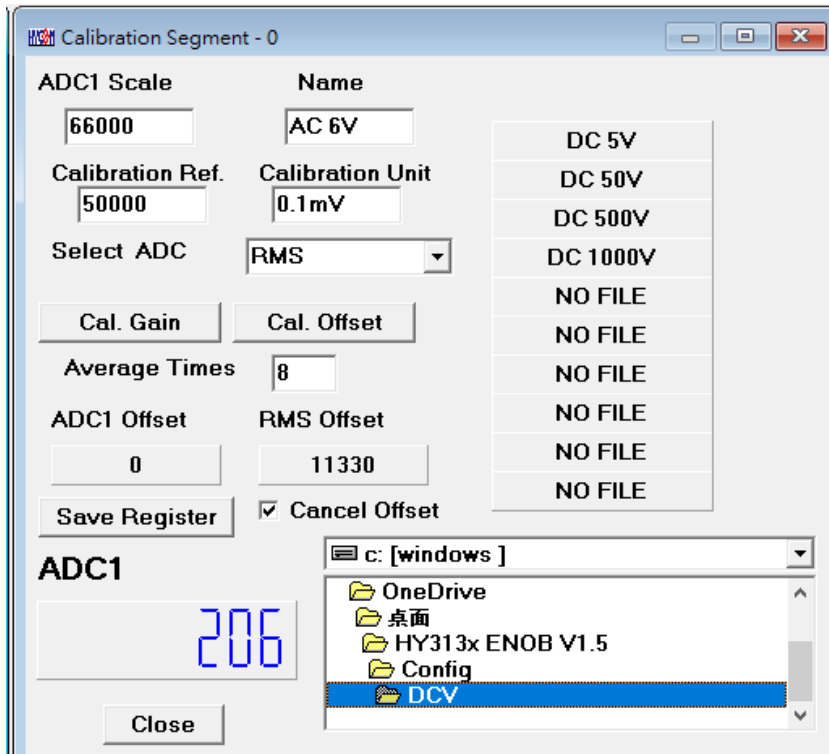 HYCON Calibration Segment - 0
ADC1 Scale
Name
66000
AC 6V
Calibration Ref.
Calibration Unit
50000
0.1mV
Select ADC
RMS
Cal. Gain
Cal. Offset
Average Times
8
ADC1 Offset
RMS Offset
0
11330
Save Register
Cancel Offset
ADC1
206
Close
DC 5V
DC 50V
DC 500V
DC 1000V
NO FILE
NO FILE
NO FILE
NO FILE
NO FILE
NO FILE
c: [windows ]
OneDrive
桌面
HY313x ENOB V1.5
Config
DCV